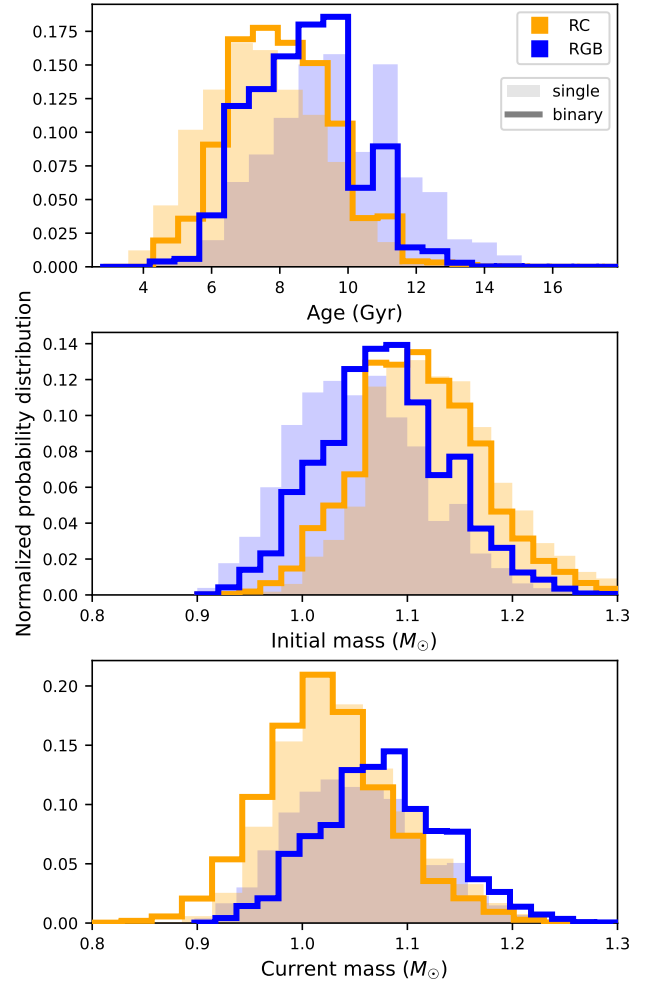 0.175
0.150
0.125
0.100
0.075
0.050
0.025
0.000
RC
RGB
single
binary
4 6 8 10 12 14 16
Age (Gyr)
Normalized probability distribution
0.14
0.12
0.10
0.08
0.06
0.04
0.02
0.00
0.8 0.9 1.0 1.1 1.2 1.3
Initial mass (M☉)
0.20
0.15
0.10
0.05
0.00
0.8 0.9 1.0 1.1 1.2 1.3
Current mass (M☉)